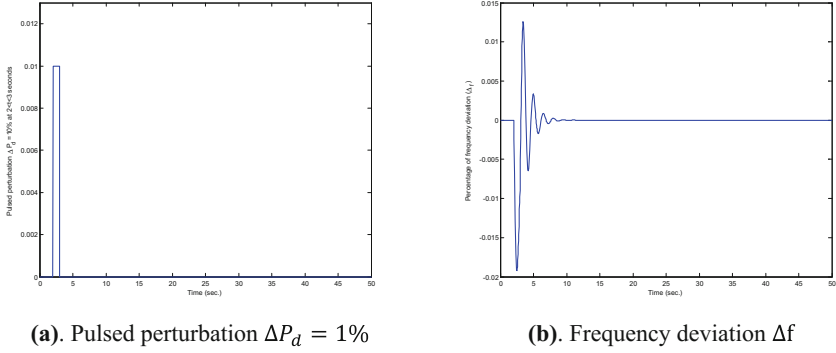 0.012
0.01
0.008
0.006
0.004
0.002
0
Pulsed perturbation Δ P_d = 10% at 2<t<3 seconds
0 5 10 15 20 25 30 35 40 45 50
Time (sec.)
(a). Pulsed perturbation ΔP_d = 1%
0.015
0.01
0.005
0
-0.005
-0.01
-0.015
-0.02
Percentage of frequency deviation (Δ_f)
0 5 10 15 20 25 30 35 40 45 50
Time (sec.)
(b). Frequency deviation Δf